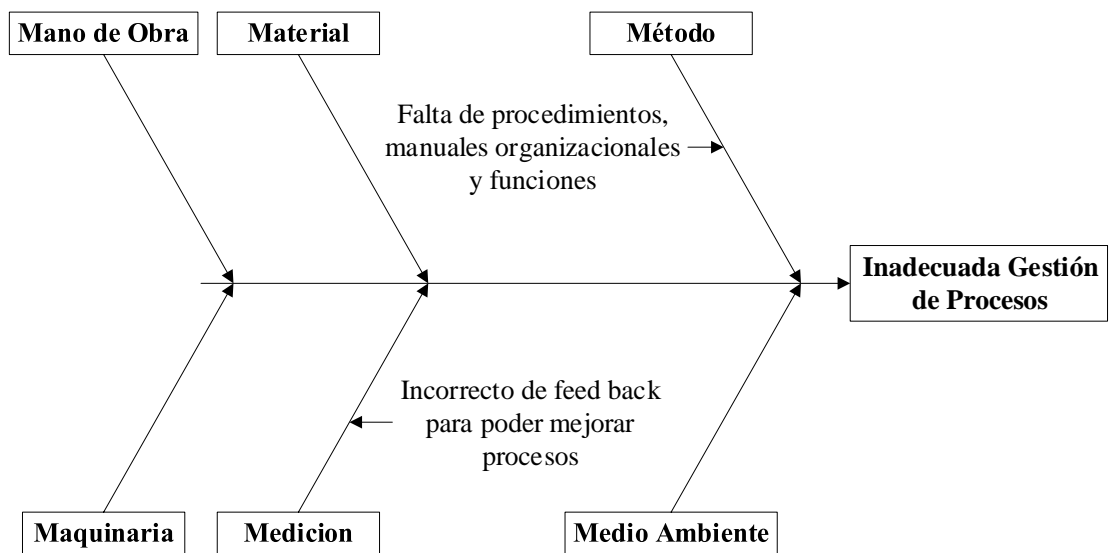 Mano de Obra
Material
Método
Falta de procedimientos,
manuales organizacionales
y funciones
Inadecuada Gestión
de Procesos
Incorrecto de feed back
para poder mejorar
procesos
Maquinaria
Medicion
Medio Ambiente